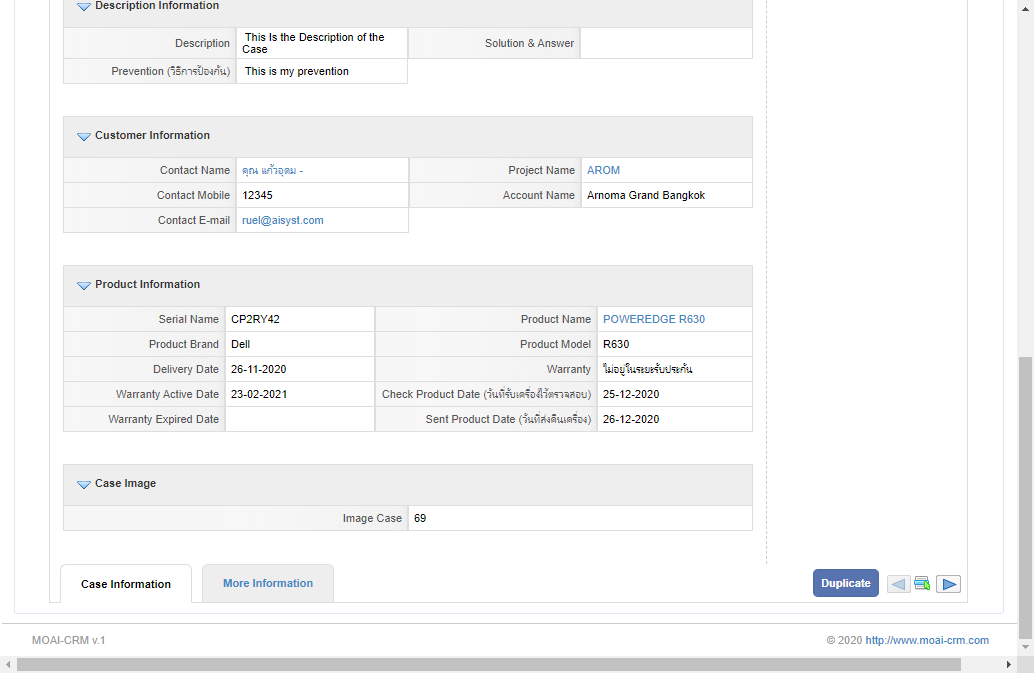 Description Information
Description This Is the Description of the Case Solution & Answer
Prevention (วิธีการป้องกัน) This is my prevention
Customer Information
Contact Name คุณ แก้วอุดม - Project Name AROM
Contact Mobile 12345 Account Name Arnoma Grand Bangkok
Contact E-mail ruel@aisyst.com
Product Information
Serial Name CP2RY42 Product Name POWEREDGE R630
Product Brand Dell Product Model R630
Delivery Date 26-11-2020 Warranty ไม่อยู่ในระยะรับประกัน
Warranty Active Date 23-02-2021 Check Product Date (วันที่รับเครื่องไว้ตรวจสอบ) 25-12-2020
Warranty Expired Date Sent Product Date (วันที่ส่งคืนเครื่อง) 26-12-2020
Case Image
Image Case 69
Case Information More Information Duplicate
MOAI-CRM v.1 © 2020 http://www.moai-crm.com